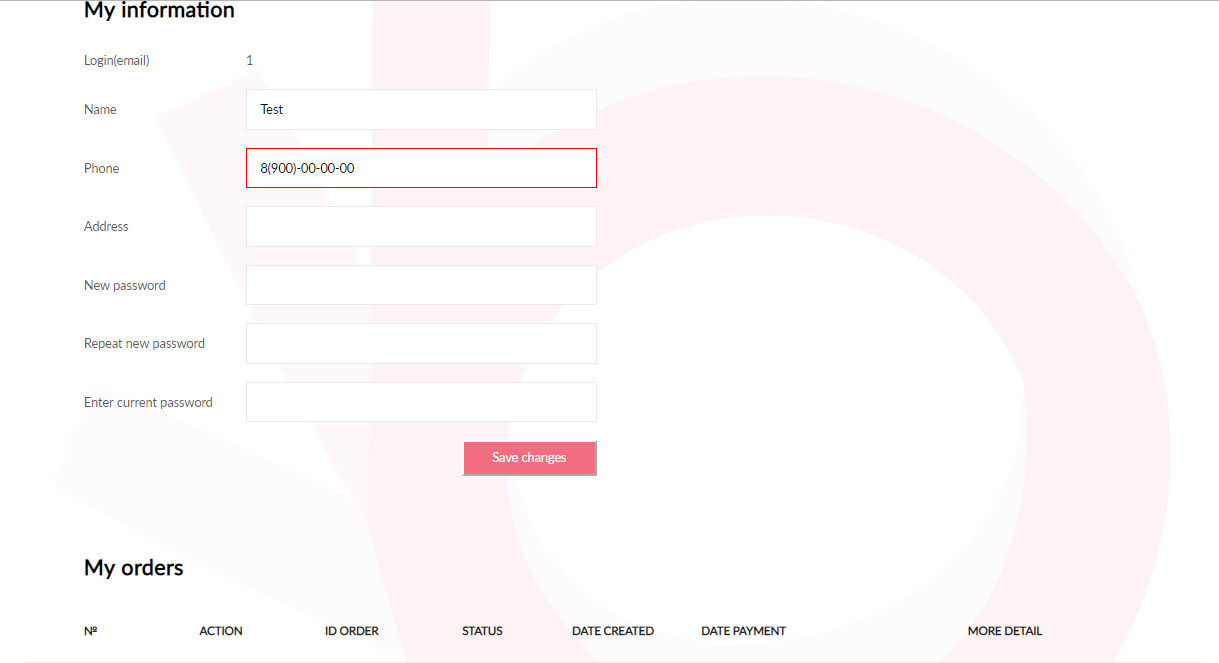 My information
Login(email) 1
Name Test
Phone 8(900)-00-00-00
Address
New password
Repeat new password
Enter current password
Save changes
My orders
Nº ACTION ID ORDER STATUS DATE CREATED DATE PAYMENT MORE DETAIL